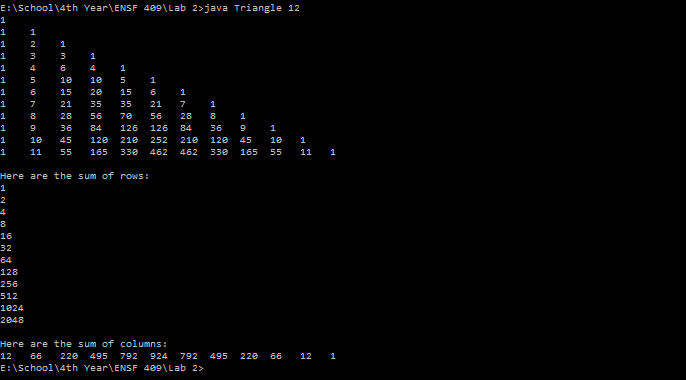 E:\School\4th Year\ENSF 409\Lab 2>java Triangle 12
1
1 1
1 2 1
1 3 3 1
1 4 6 4 1
1 5 10 10 5 1
1 6 15 20 15 6 1
1 7 21 35 35 21 7 1
1 8 28 56 70 56 28 8 1
1 9 36 84 126 126 84 36 9 1
1 10 45 120 210 252 210 120 45 10 1
1 11 55 165 330 462 462 330 165 55 11 1
Here are the sum of rows:
1
2
4
8
16
32
64
128
256
512
1024
2048
Here are the sum of columns:
12 66 220 495 792 924 792 495 220 66 12 1
E:\School\4th Year\ENSF 409\Lab 2>